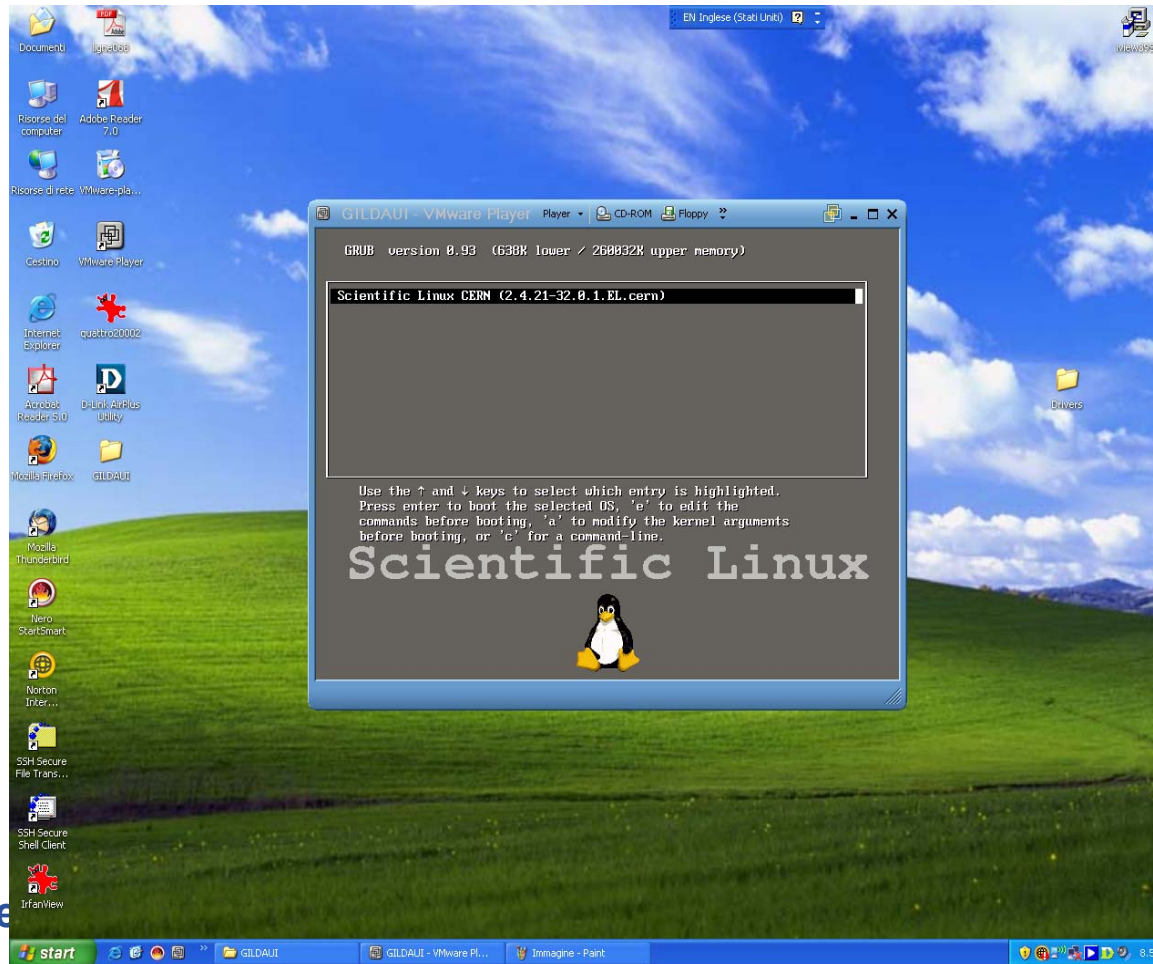 EN Inglese (Stati Uniti)
Documenti
Risorse del computer
Adobe Reader 7.0
Risorse di rete
VMware-pla...
Cestino
VMware Player
Internet Explorer
quattro20002
Acrobat Reader 5.0
D-Link AirPlus Utility
Mozilla Firefox
GILDAUI
Mozilla Thunderbird
Nero StartSmart
Norton Inter...
SSH Secure File Trans...
SSH Secure Shell Client
IrfanView
Drivers
GILDAUI - VMware Player Player CD-ROM Floppy
GRUB version 0.93 (638K lower / 260032K upper memory)
Scientific Linux CERN (2.4.21-32.0.1.EL.cern)
Use the ↑ and ↓ keys to select which entry is highlighted.
Press enter to boot the selected OS, 'e' to edit the
commands before booting, 'a' to modify the kernel arguments
before booting, or 'c' for a command-line.
Scientific Linux
e
start
GILDAUI
GILDAUI - VMware Pl...
Immagine - Paint